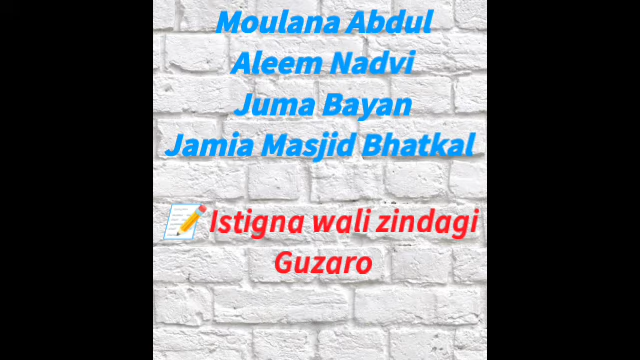 Moulana Abdul
Aleem Nadvi
Juma Bayan
Jamia Masjid Bhatkal
📝Istigna wali zindagi
Guzaro